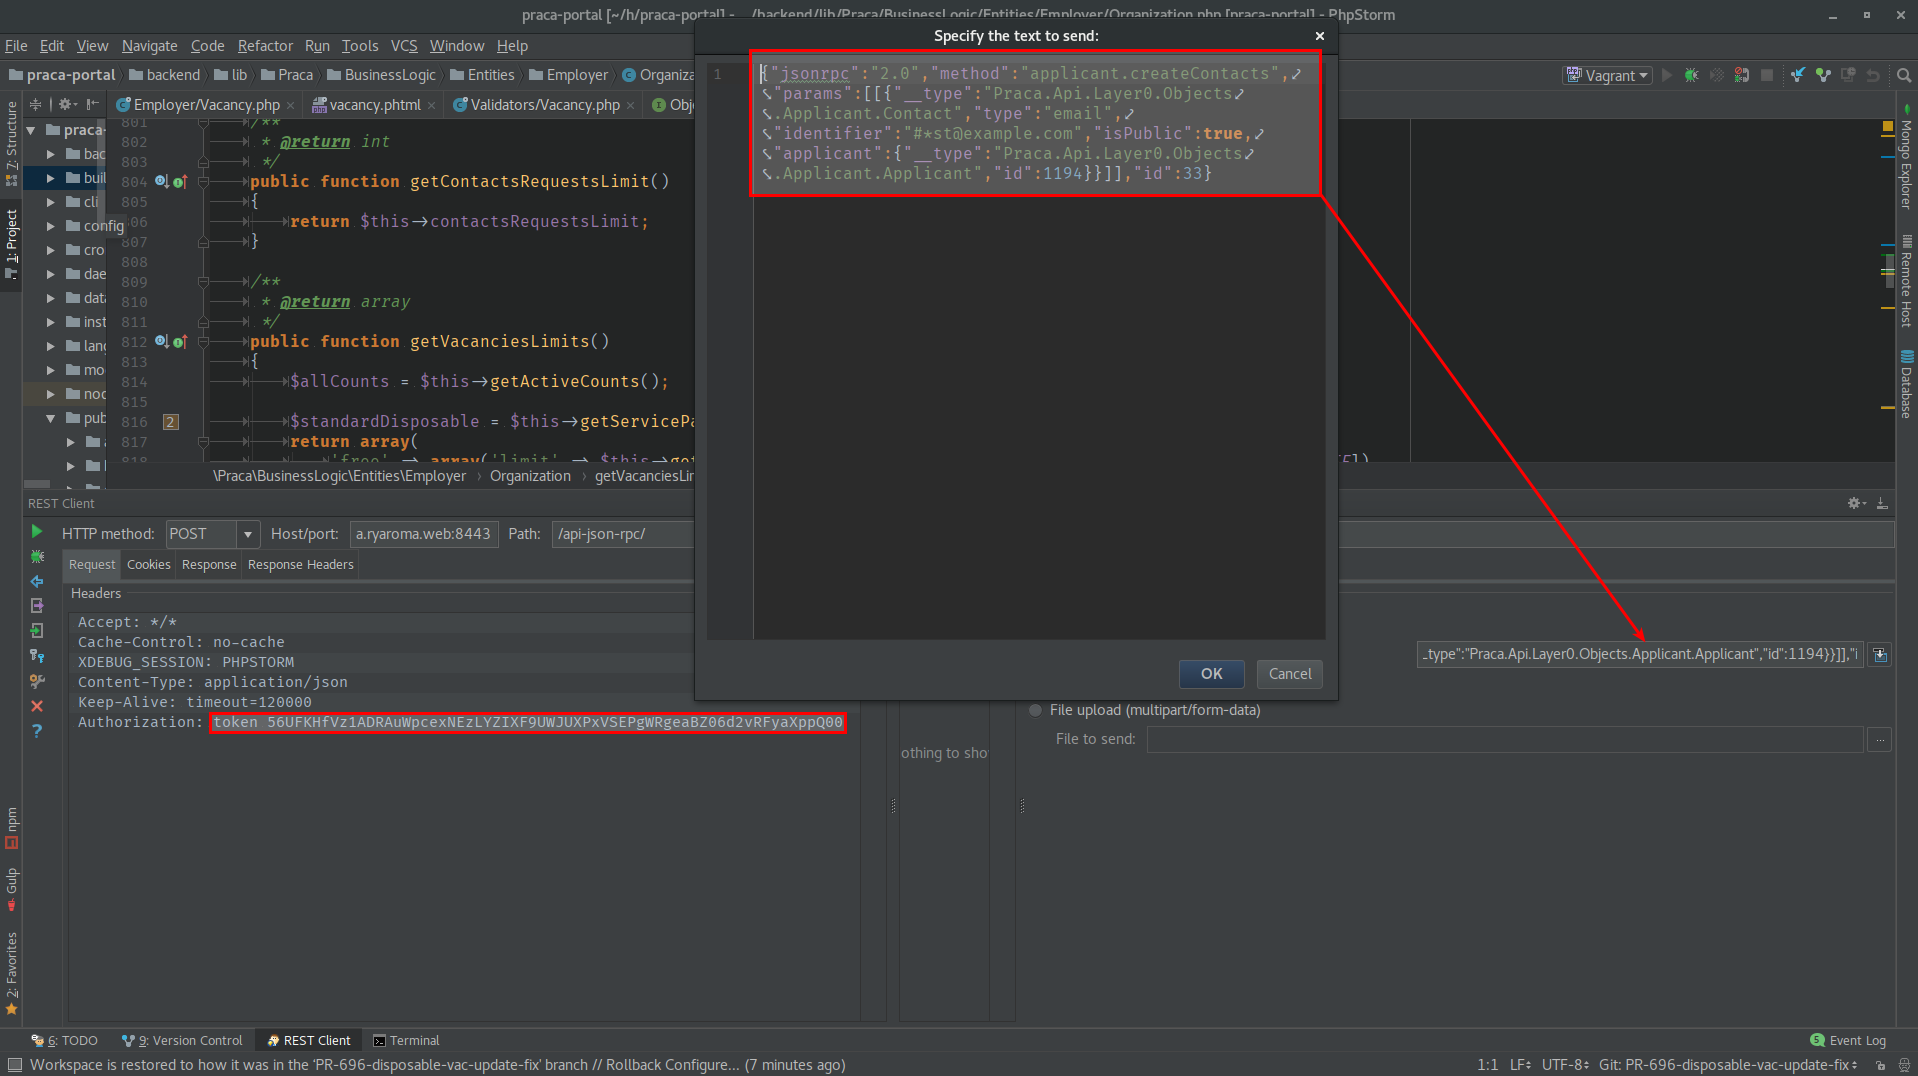 praca-portal [~/h/praca-portal] - .../backend/lib/Praca/BusinessLogic/Entities/Employer/Organization.php [praca-portal] - PhpStorm
File Edit View Navigate Code Refactor Run Tools VCS Window Help
praca-portal backend lib Praca BusinessLogic Entities Employer Organiza
Vagrant
Employer/Vacancy.php vacancy.phtml Validators/Vacancy.php Obj
Specify the text to send:
1 {"jsonrpc":"2.0","method":"applicant.createContacts",
"params":[[{"__type":"Praca.Api.Layer0.Objects
.Applicant.Contact","type":"email",
"identifier":"#*st@example.com","isPublic":true,
"applicant":{"__type":"Praca.Api.Layer0.Objects
.Applicant.Applicant","id":1194}}]],"id":33}
OK Cancel
7: Structure
1: Project
npm
Gulp
2: Favorites
praca-
bac
buil
cli
config
cro
dae
data
inst
lang
mo
noc
pub
801 /**
802 * @return int
803 */
804 public function getContactsRequestsLimit()
805 {
806 return $this->contactsRequestsLimit;
807 }
808
809 /**
810 * @return array
811 */
812 public function getVacanciesLimits()
813 {
814 $allCounts = $this->getActiveCounts();
815
816 2 $standardDisposable = $this->getServicePa
817 return array(
818 'free' => array('limit' => $this->get
\Praca\BusinessLogic\Entities\Employer › Organization › getVacanciesLim
Mongo Explorer
Remote Host
Database
REST Client
HTTP method: POST Host/port: a.ryaroma.web:8443 Path: /api-json-rpc/
Request Cookies Response Response Headers
Headers
Accept: */*
Cache-Control: no-cache
XDEBUG_SESSION: PHPSTORM
Content-Type: application/json
Keep-Alive: timeout=120000
Authorization: token 56UFKHfVz1ADRAuWpcexNEzLYZIXF9UWJUXPxVSEPgWRgeaBZ06d2vRFyaXppQ00
othing to sho
_type":"Praca.Api.Layer0.Objects.Applicant.Applicant","id":1194}}]],"i
File upload (multipart/form-data)
File to send: ...
6: TODO 9: Version Control REST Client Terminal 5 Event Log
Workspace is restored to how it was in the 'PR-696-disposable-vac-update-fix' branch // Rollback Configure... (7 minutes ago) 1:1 LF UTF-8 Git: PR-696-disposable-vac-update-fix